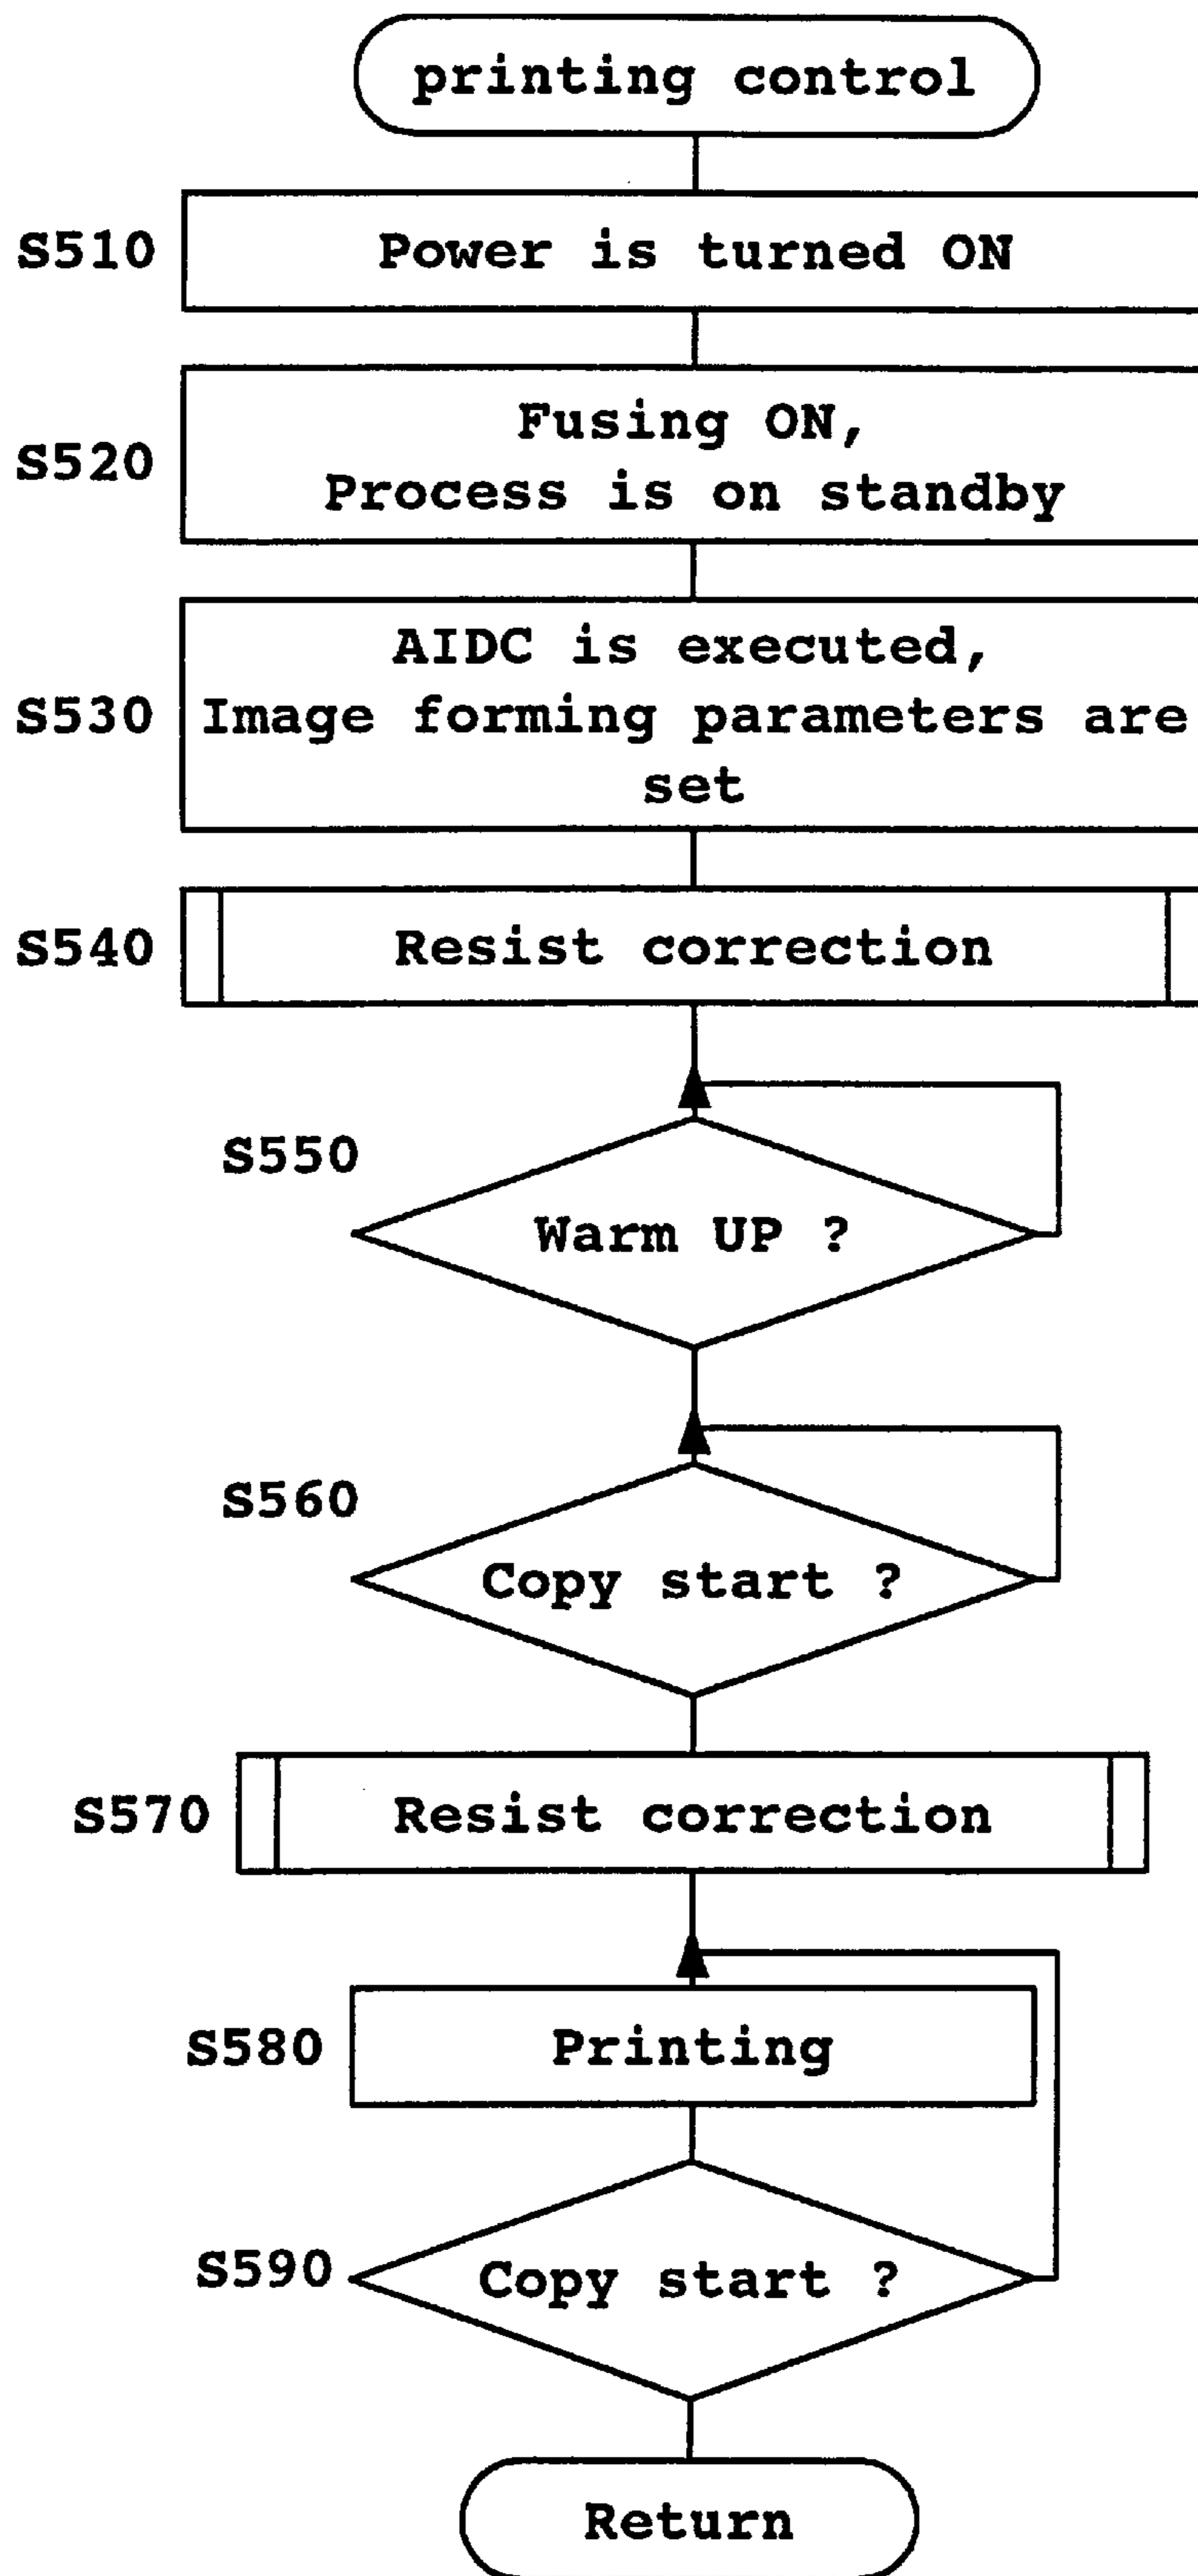 printing control
S510
Power is turned ON
S520
Fusing ON,
Process is on standby
S530
AIDC is executed,
Image forming parameters are
set
S540
Resist correction
S550
Warm UP ?
S560
Copy start ?
S570
Resist correction
S580
Printing
S590
Copy start ?
Return